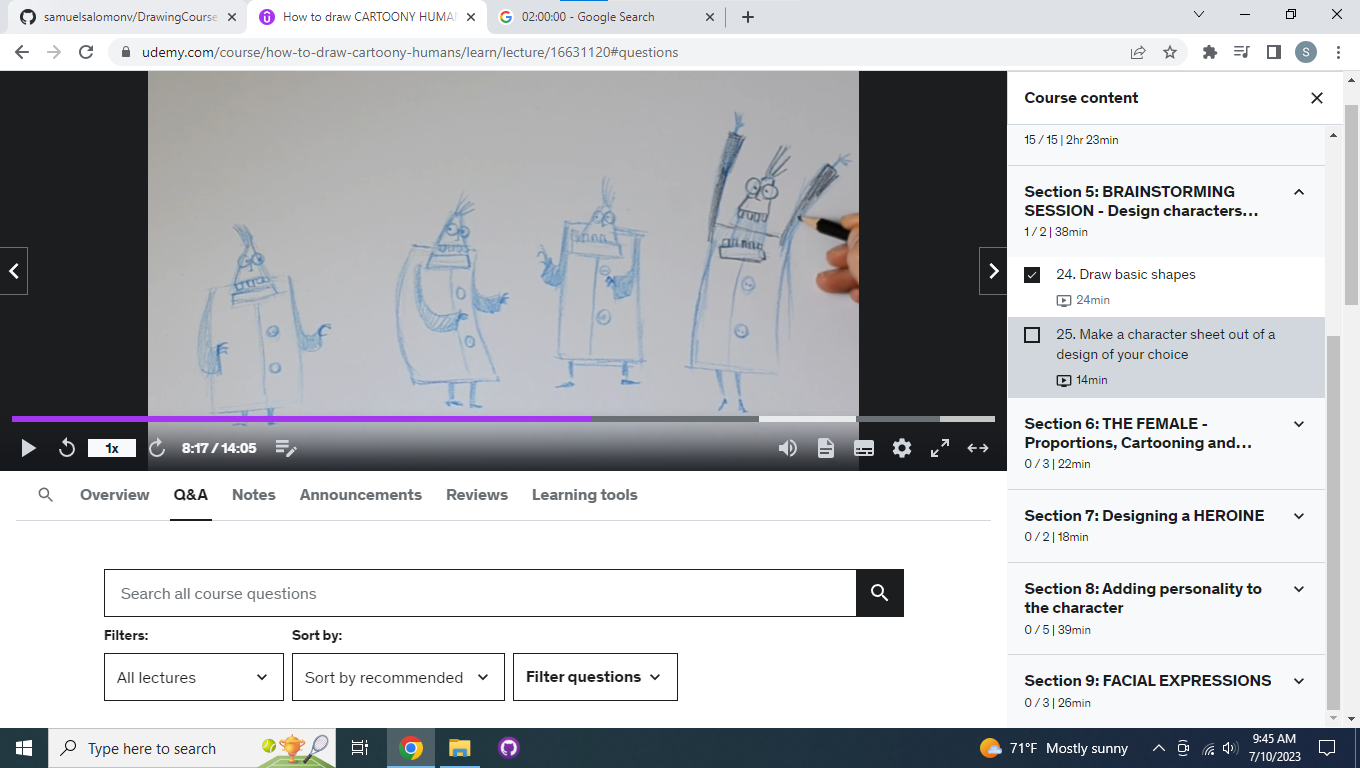 samuelsalomonv/DrawingCourse
How to draw CARTOONY HUMAN
02:00:00 - Google Search
udemy.com/course/how-to-draw-cartoony-humans/learn/lecture/16631120#questions
S
1x
8:17 / 14:05
Overview
Q&A
Notes
Announcements
Reviews
Learning tools
Search all course questions
Filters:
Sort by:
All lectures
Sort by recommended
Filter questions
Course content
15 / 15 | 2hr 23min
Section 5: BRAINSTORMING
SESSION - Design characters...
1 / 2 | 38min
24. Draw basic shapes
24min
25. Make a character sheet out of a
design of your choice
14min
Section 6: THE FEMALE -
Proportions, Cartooning and...
0 / 3 | 22min
Section 7: Designing a HEROINE
0 / 2 | 18min
Section 8: Adding personality to
the character
0 / 5 | 39min
Section 9: FACIAL EXPRESSIONS
0 / 3 | 26min
Type here to search
71°F Mostly sunny
9:45 AM
7/10/2023